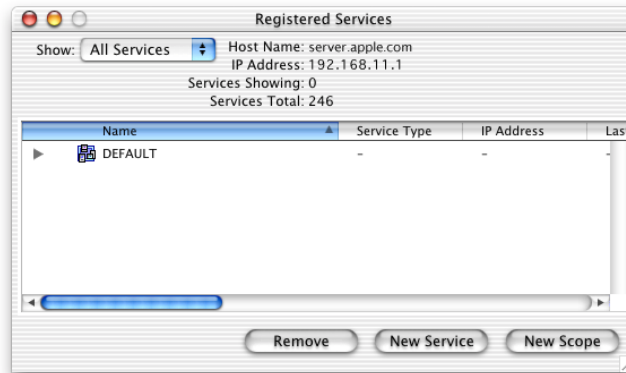 Registered Services
Show: All Services
Host Name: server.apple.com
IP Address: 192.168.11.1
Services Showing: 0
Services Total: 246
Name Service Type IP Address Las
DEFAULT - - -
Remove New Service New Scope